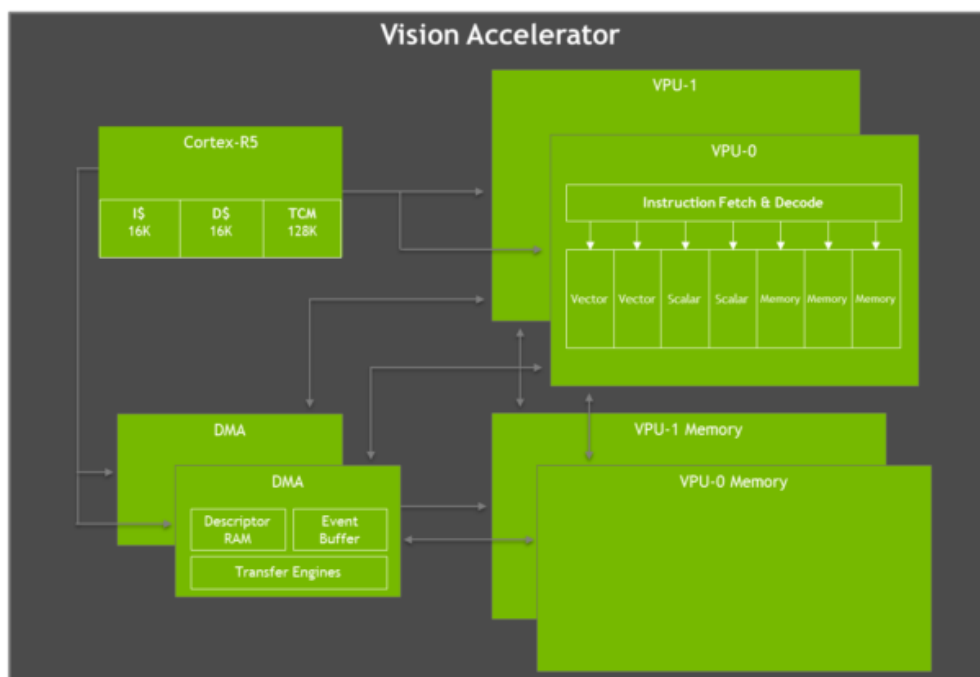 Vision Accelerator
VPU-1
Cortex-R5
I$
16K
D$
16K
TCM
128K
VPU-0
Instruction Fetch & Decode
Vector
Vector
Scalar
Scalar
Memory
Memory
Memory
DMA
DMA
Descriptor
RAM
Event
Buffer
Transfer Engines
VPU-1 Memory
VPU-0 Memory